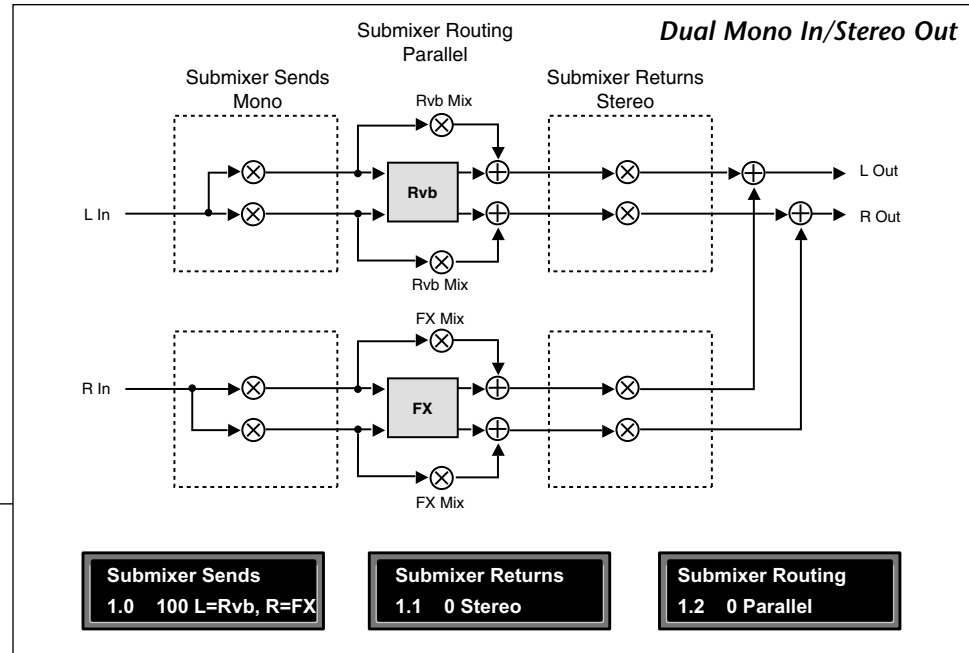 Dual Mono In/Stereo Out
Submixer Routing
Parallel
Submixer Sends
Mono
Submixer Returns
Stereo
Rvb Mix
Rvb
L In
L Out
R Out
Rvb Mix
FX Mix
R In
FX
FX Mix
Submixer Sends
1.0 100 L=Rvb, R=FX
Submixer Returns
1.1 0 Stereo
Submixer Routing
1.2 0 Parallel